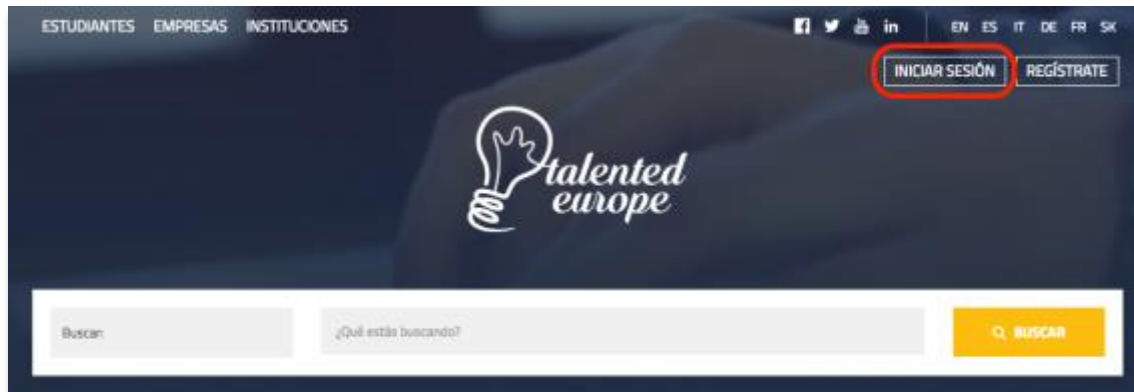 ESTUDIANTES EMPRESAS INSTITUCIONES
in EN ES IT DE FR SK
INICIAR SESIÓN REGÍSTRATE
talented
europe
Buscar: ¿Qué estás buscando? BUSCAR